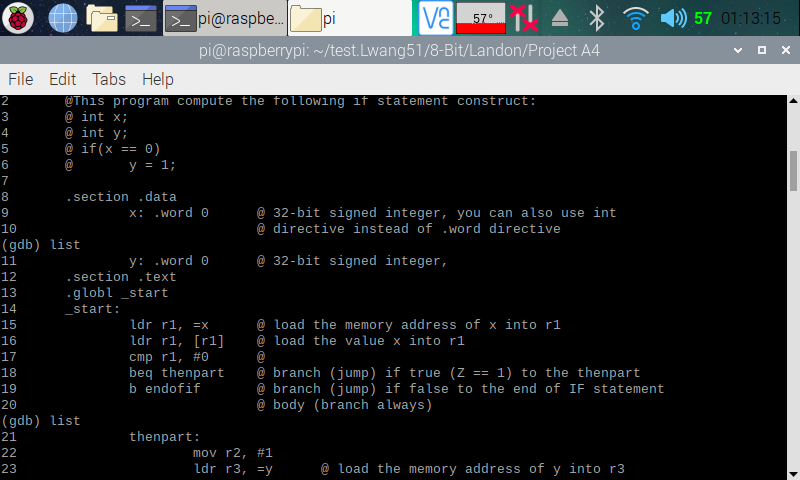 pi@raspbe...
pi
V2
57°
57
01:13:15
pi@raspberrypi: ~/test.Lwang51/8-Bit/Landon/Project A4
File Edit Tabs Help
2 @This program compute the following if statement construct:
3 @ int x;
4 @ int y;
5 @ if(x == 0)
6 @ y = 1;
7
8 .section .data
9 x: .word 0 @ 32-bit signed integer, you can also use int
10 @ directive instead of .word directive
(gdb) list
11 y: .word 0 @ 32-bit signed integer,
12 .section .text
13 .globl _start
14 _start:
15 ldr r1, =x @ load the memory address of x into r1
16 ldr r1, [r1] @ load the value x into r1
17 cmp r1, #0 @
18 beq thenpart @ branch (jump) if true (Z == 1) to the thenpart
19 b endofif @ branch (jump) if false to the end of IF statement
20 @ body (branch always)
(gdb) list
21 thenpart:
22 mov r2, #1
23 ldr r3, =y @ load the memory address of y into r3